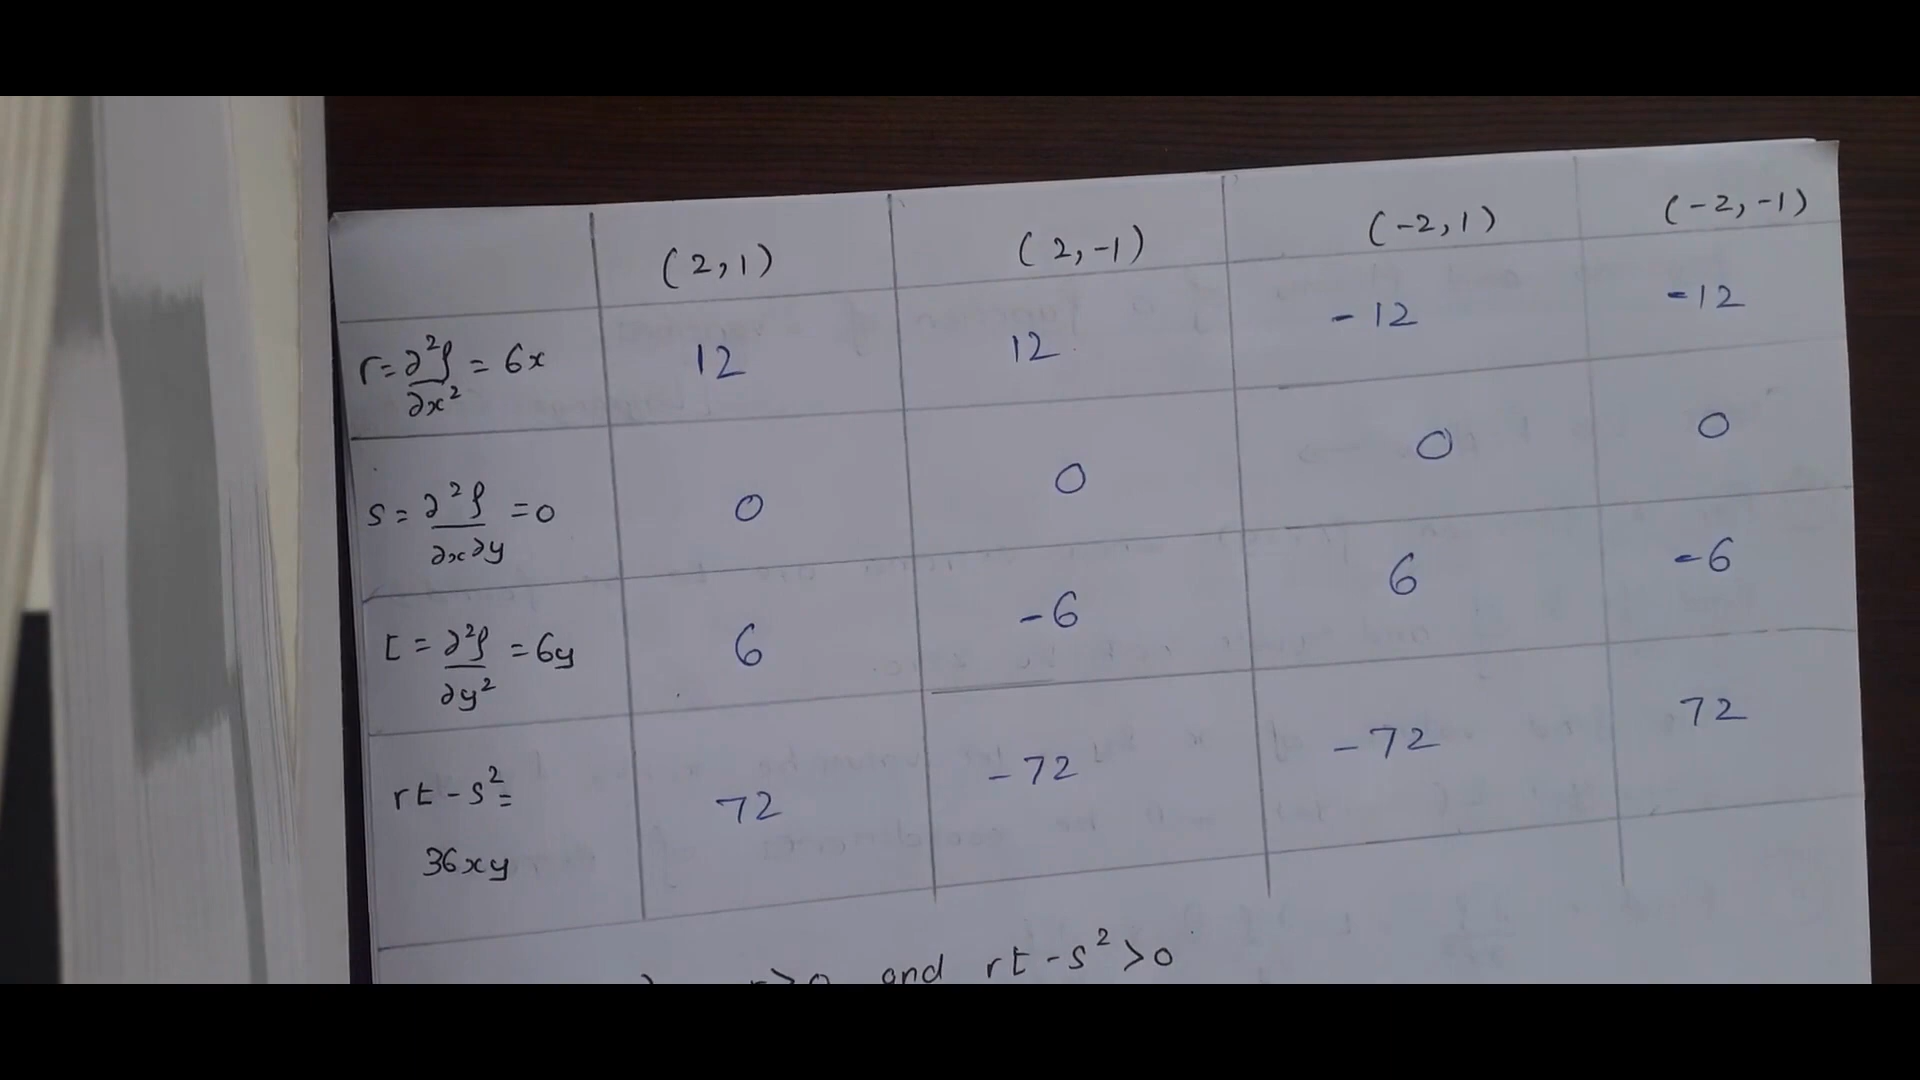 (2,1) (2,-1) (-2,1) (-2,-1)
r=∂²f/∂x² = 6x 12 12 -12 -12
s=∂²f/∂x∂y =0 0 0 0 0
t=∂²f/∂y² =6y 6 -6 6 -6
rt-s²= 72 -72 -72 72
36xy
r>0 and rt-s²>0